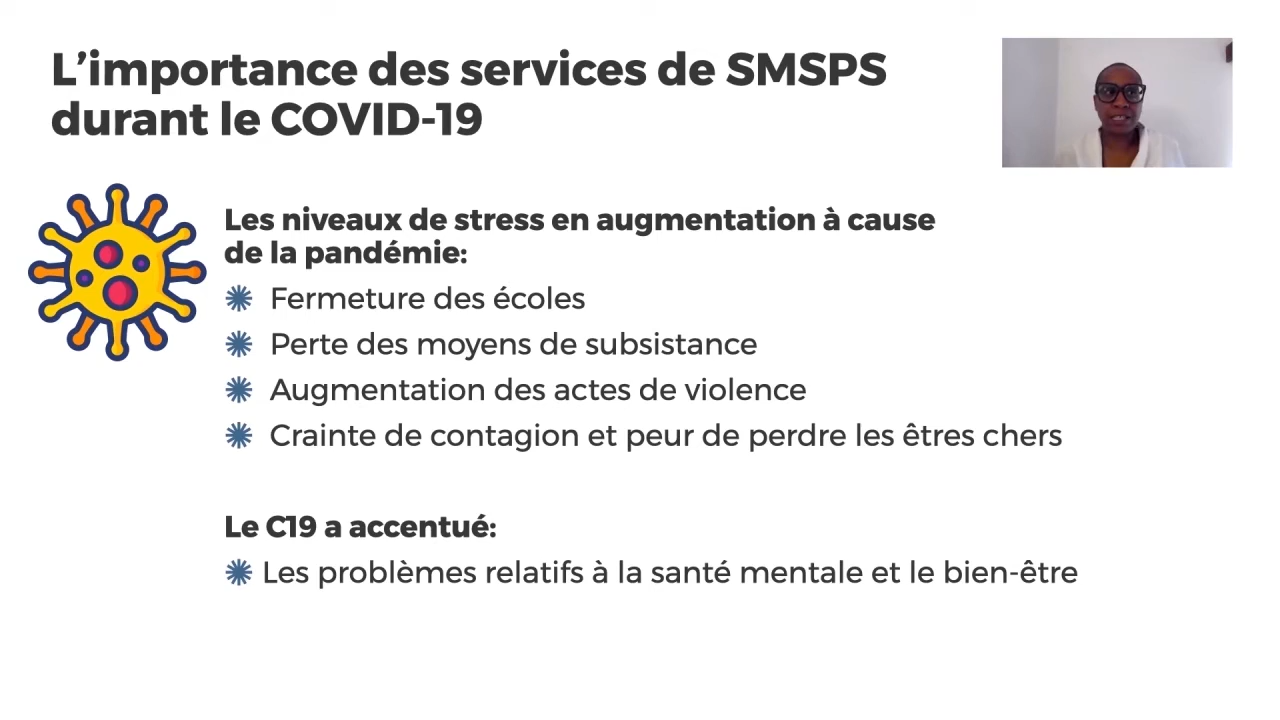 L’importance des services de SMSPS
durant le COVID-19
Les niveaux de stress en augmentation à cause
de la pandémie:
Fermeture des écoles
Perte des moyens de subsistance
Augmentation des actes de violence
Crainte de contagion et peur de perdre les êtres chers
Le C19 a accentué:
Les problèmes relatifs à la santé mentale et le bien-être